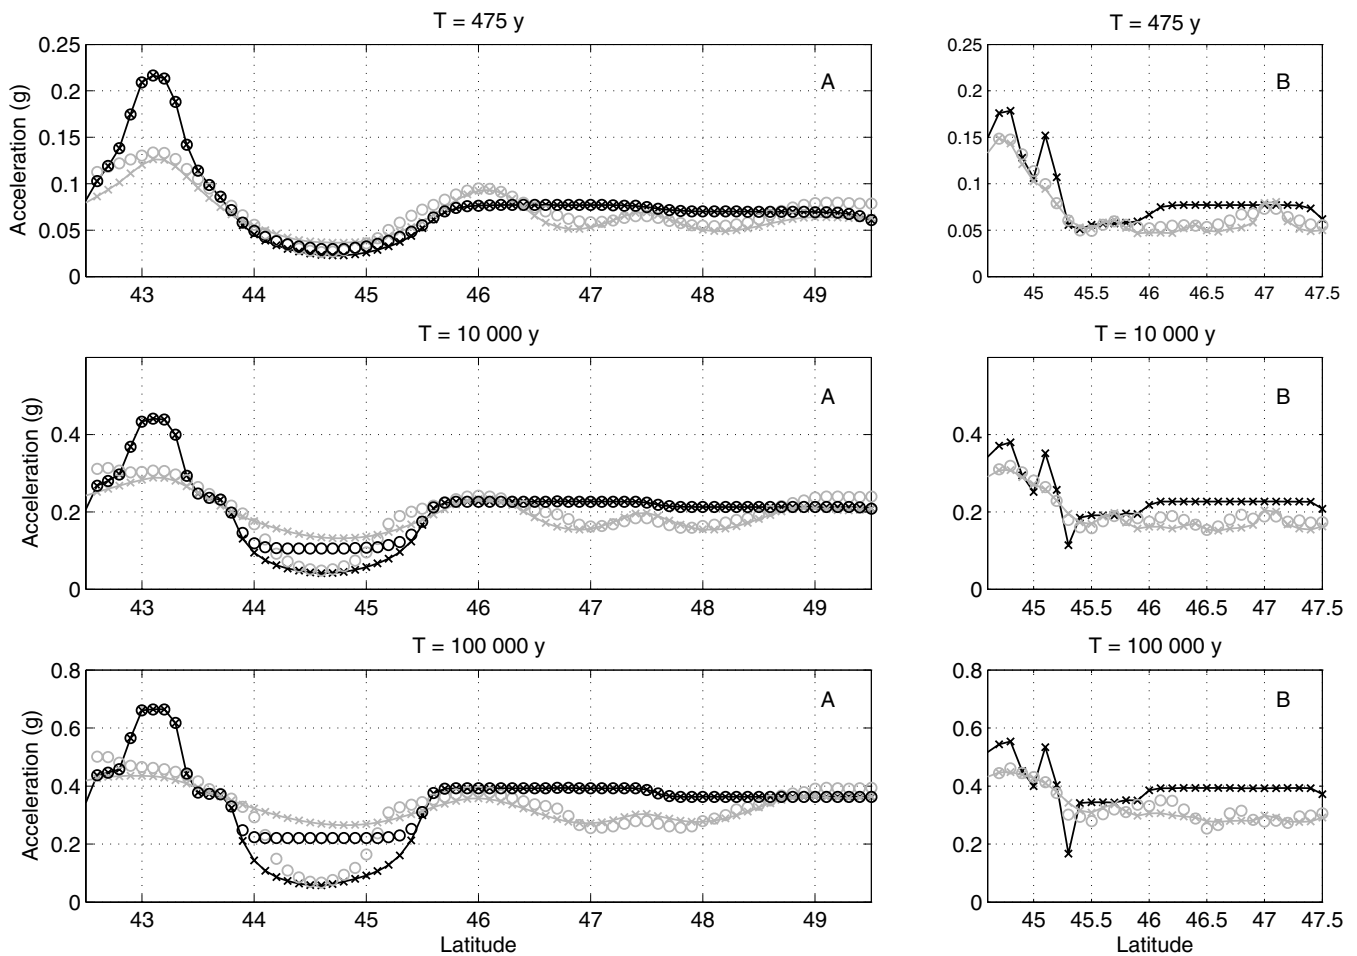 T = 475 y
T = 475 y
Acceleration (g)
0.25
0.2
0.15
0.1
0.05
0
A
43 44 45 46 47 48 49
0.25
0.2
0.15
0.1
0.05
0
B
45 45.5 46 46.5 47 47.5
T = 10 000 y
T = 10 000 y
Acceleration (g)
0.4
0.2
0
A
43 44 45 46 47 48 49
0.4
0.2
0
B
45 45.5 46 46.5 47 47.5
T = 100 000 y
T = 100 000 y
Acceleration (g)
0.8
0.6
0.4
0.2
0
A
43 44 45 46 47 48 49
Latitude
0.8
0.6
0.4
0.2
0
B
45 45.5 46 46.5 47 47.5
Latitude